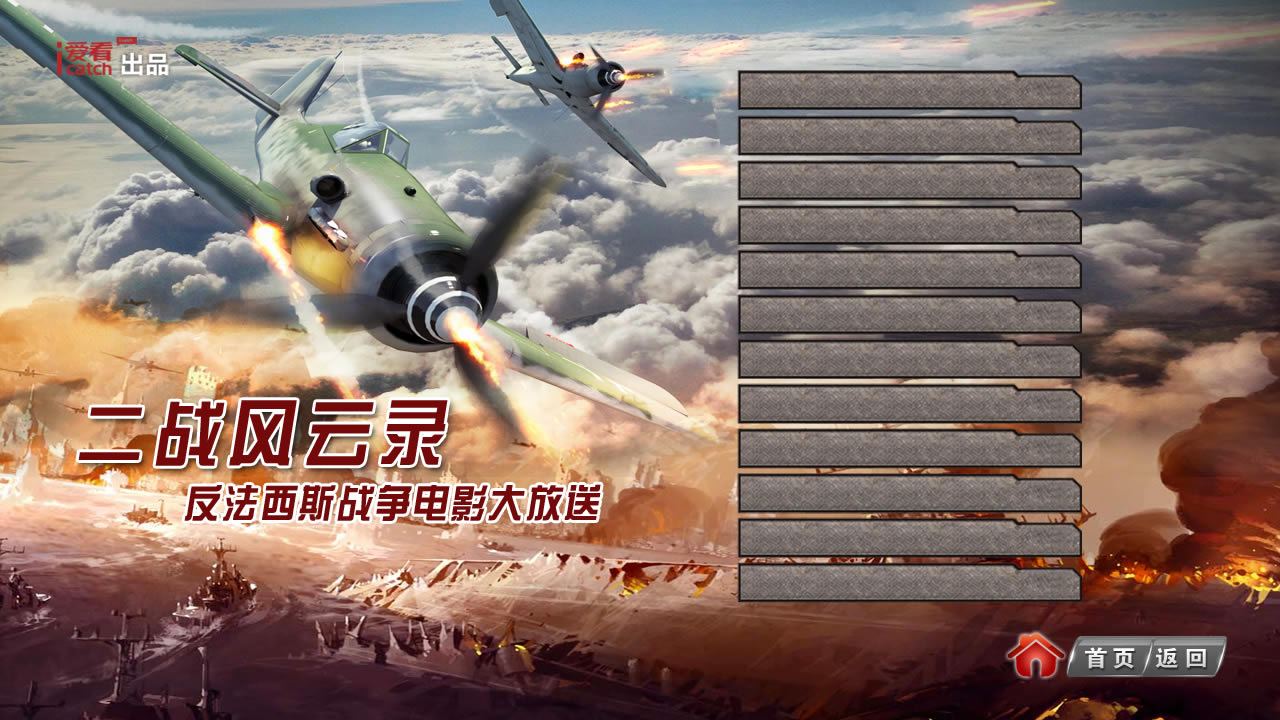 i爱看
catch 出品
二战风云录
反法西斯战争电影大放送
首页/返回